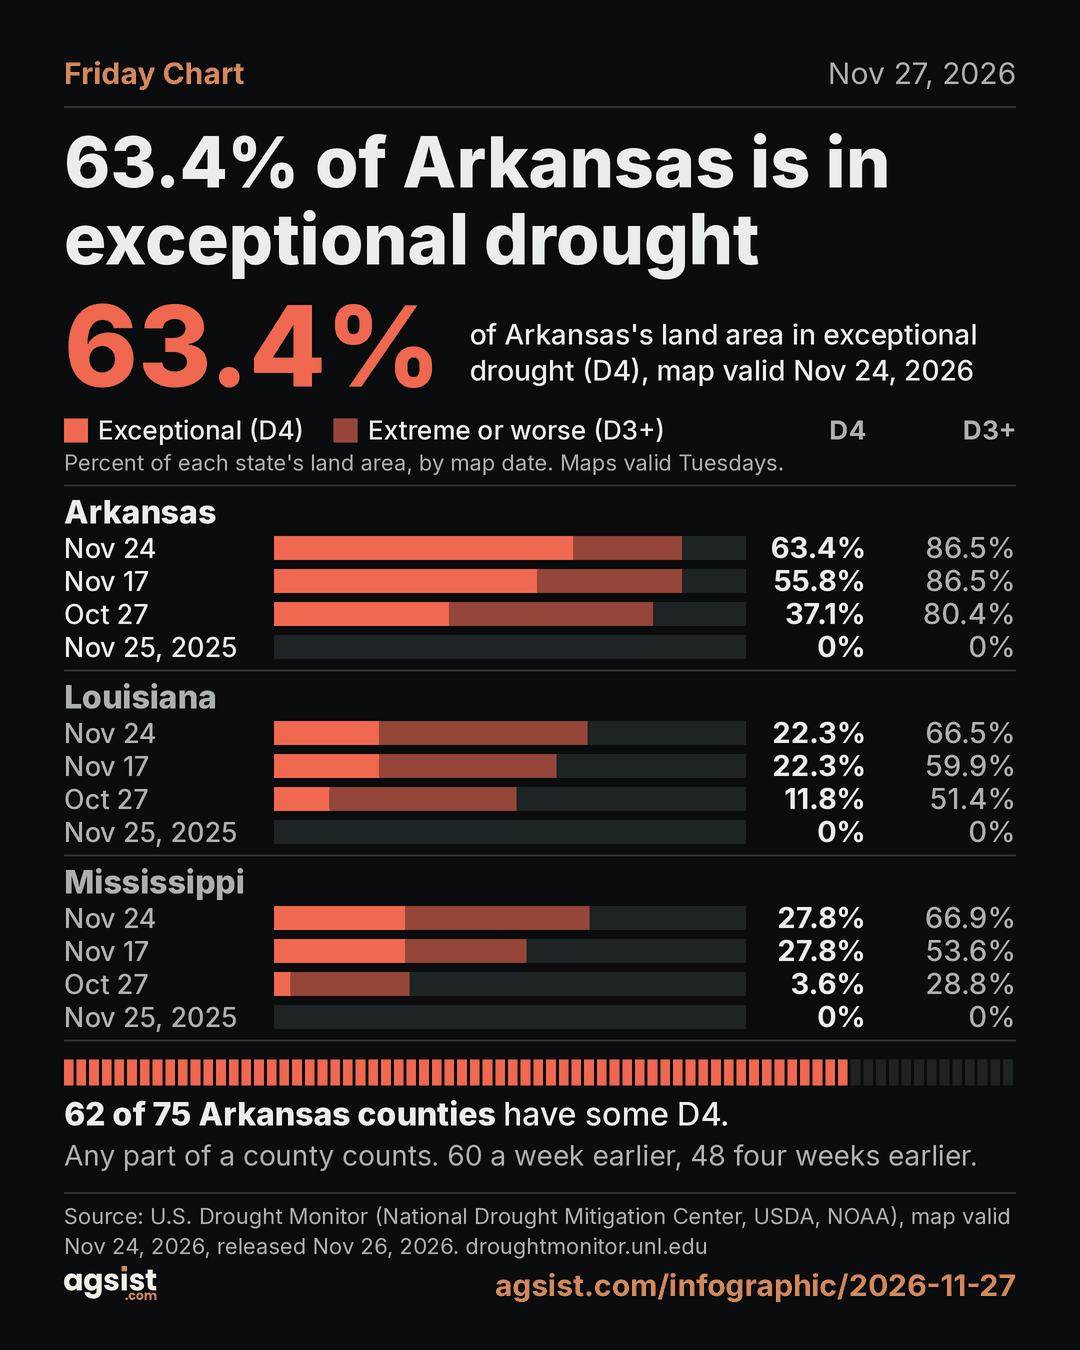 Friday Chart
Nov 27, 2026
63.4% of Arkansas is in
exceptional drought
63.4%
of Arkansas's land area in exceptional
drought (D4), map valid Nov 24, 2026
Exceptional (D4) Extreme or worse (D3+) D4 D3+
Percent of each state's land area, by map date. Maps valid Tuesdays.
Arkansas
Nov 24 63.4% 86.5%
Nov 17 55.8% 86.5%
Oct 27 37.1% 80.4%
Nov 25, 2025 0% 0%
Louisiana
Nov 24 22.3% 66.5%
Nov 17 22.3% 59.9%
Oct 27 11.8% 51.4%
Nov 25, 2025 0% 0%
Mississippi
Nov 24 27.8% 66.9%
Nov 17 27.8% 53.6%
Oct 27 3.6% 28.8%
Nov 25, 2025 0% 0%
62 of 75 Arkansas counties have some D4.
Any part of a county counts. 60 a week earlier, 48 four weeks earlier.
Source: U.S. Drought Monitor (National Drought Mitigation Center, USDA, NOAA), map valid
Nov 24, 2026, released Nov 26, 2026. droughtmonitor.unl.edu
agsist.com
agsist.com/infographic/2026-11-27